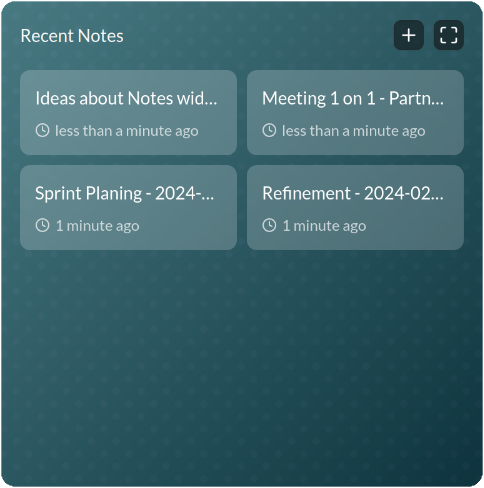 Recent Notes
Ideas about Notes wid...
less than a minute ago
Meeting 1 on 1 - Partn...
less than a minute ago
Sprint Planing - 2024-...
1 minute ago
Refinement - 2024-02...
1 minute ago